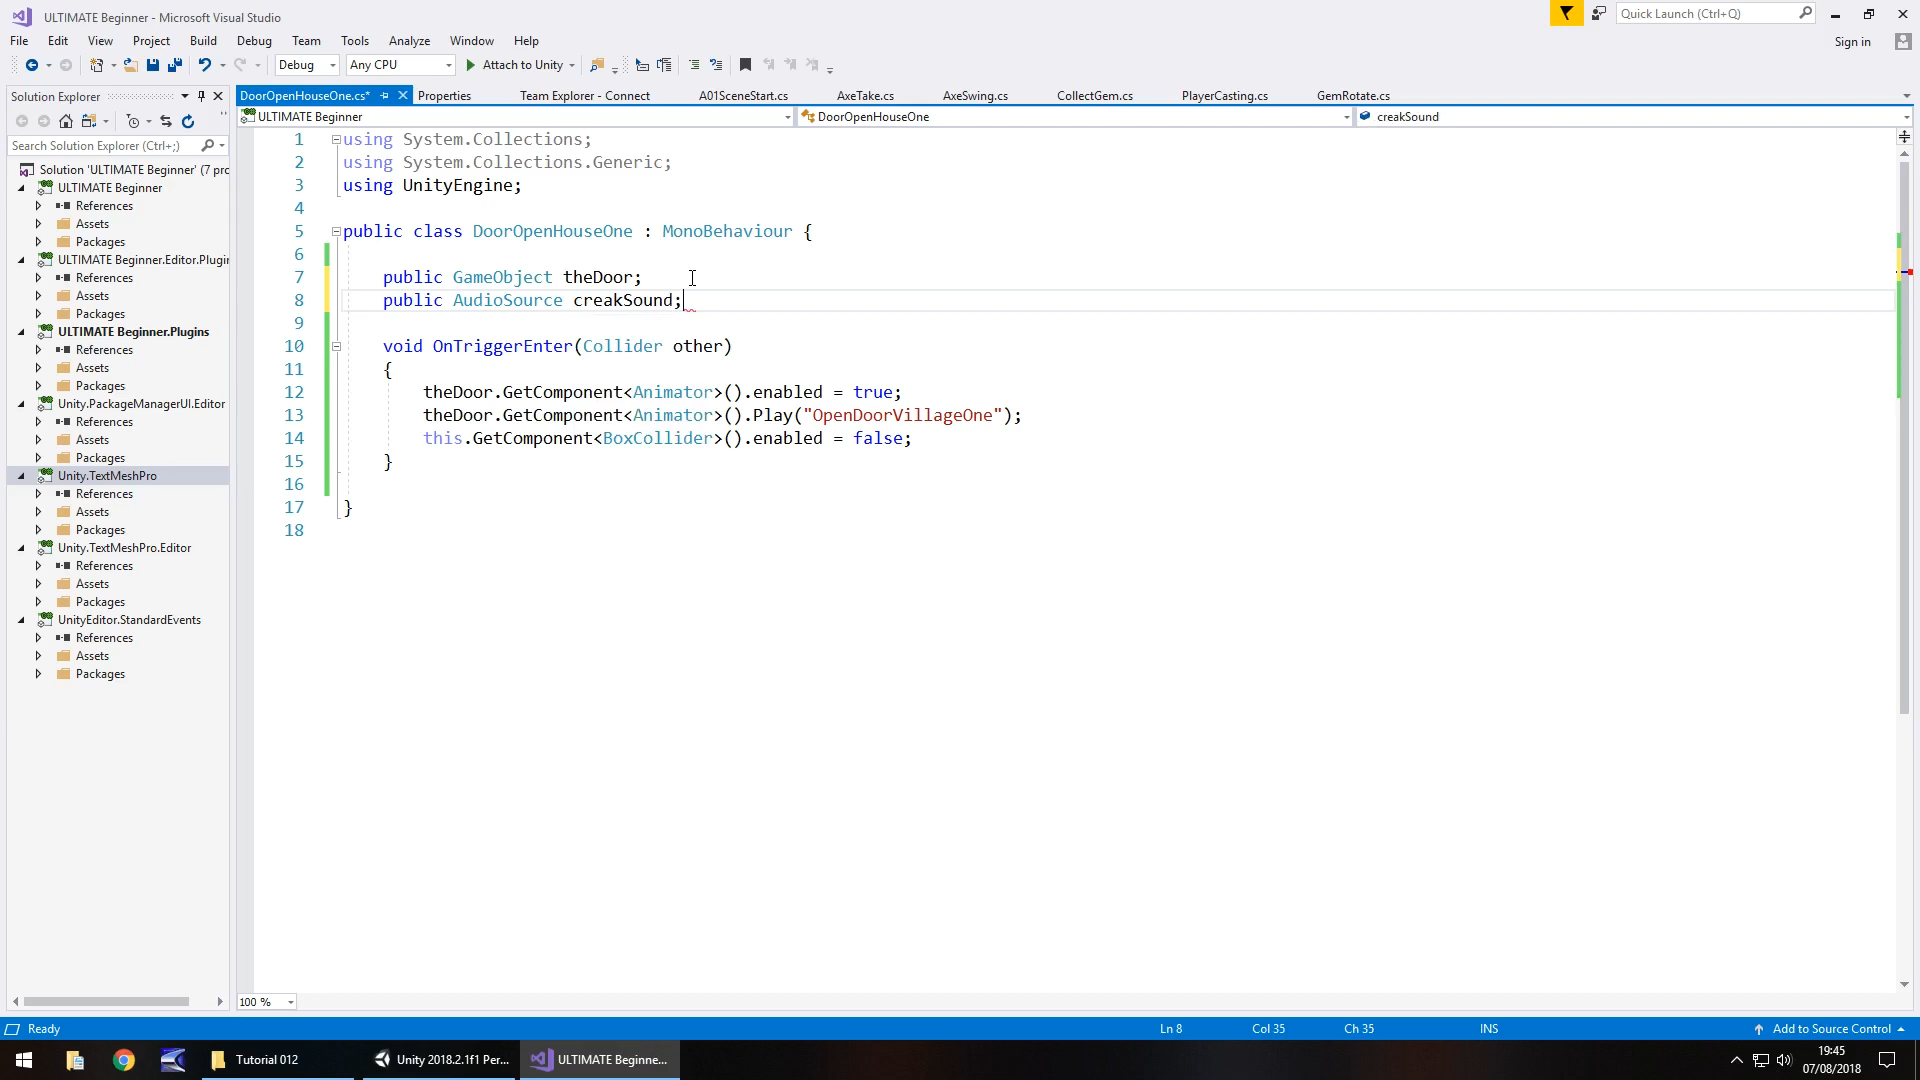 ULTIMATE Beginner - Microsoft Visual Studio
Quick Launch (Ctrl+Q)
File Edit View Project Build Debug Team Tools Analyze Window Help
Sign in
Debug Any CPU Attach to Unity
Solution Explorer
DoorOpenHouseOne.cs* Properties Team Explorer - Connect A01SceneStart.cs AxeTake.cs AxeSwing.cs CollectGem.cs PlayerCasting.cs GemRotate.cs
ULTIMATE Beginner DoorOpenHouseOne creakSound
Search Solution Explorer (Ctrl+;)
Solution 'ULTIMATE Beginner' (7 pro
ULTIMATE Beginner
References
Assets
Packages
ULTIMATE Beginner.Editor.Plugin
References
Assets
Packages
ULTIMATE Beginner.Plugins
References
Assets
Packages
Unity.PackageManagerUI.Editor
References
Assets
Packages
Unity.TextMeshPro
References
Assets
Packages
Unity.TextMeshPro.Editor
References
Assets
Packages
UnityEditor.StandardEvents
References
Assets
Packages
1 using System.Collections;
2 using System.Collections.Generic;
3 using UnityEngine;
4
5 public class DoorOpenHouseOne : MonoBehaviour {
6
7 public GameObject theDoor;
8 public AudioSource creakSound;
9
10 void OnTriggerEnter(Collider other)
11 {
12 theDoor.GetComponent<Animator>().enabled = true;
13 theDoor.GetComponent<Animator>().Play("OpenDoorVillageOne");
14 this.GetComponent<BoxCollider>().enabled = false;
15 }
16
17 }
18
100 %
Ready Ln 8 Col 35 Ch 35 INS Add to Source Control
Tutorial 012 Unity 2018.2.1f1 Per... ULTIMATE Beginne...
19:45
07/08/2018